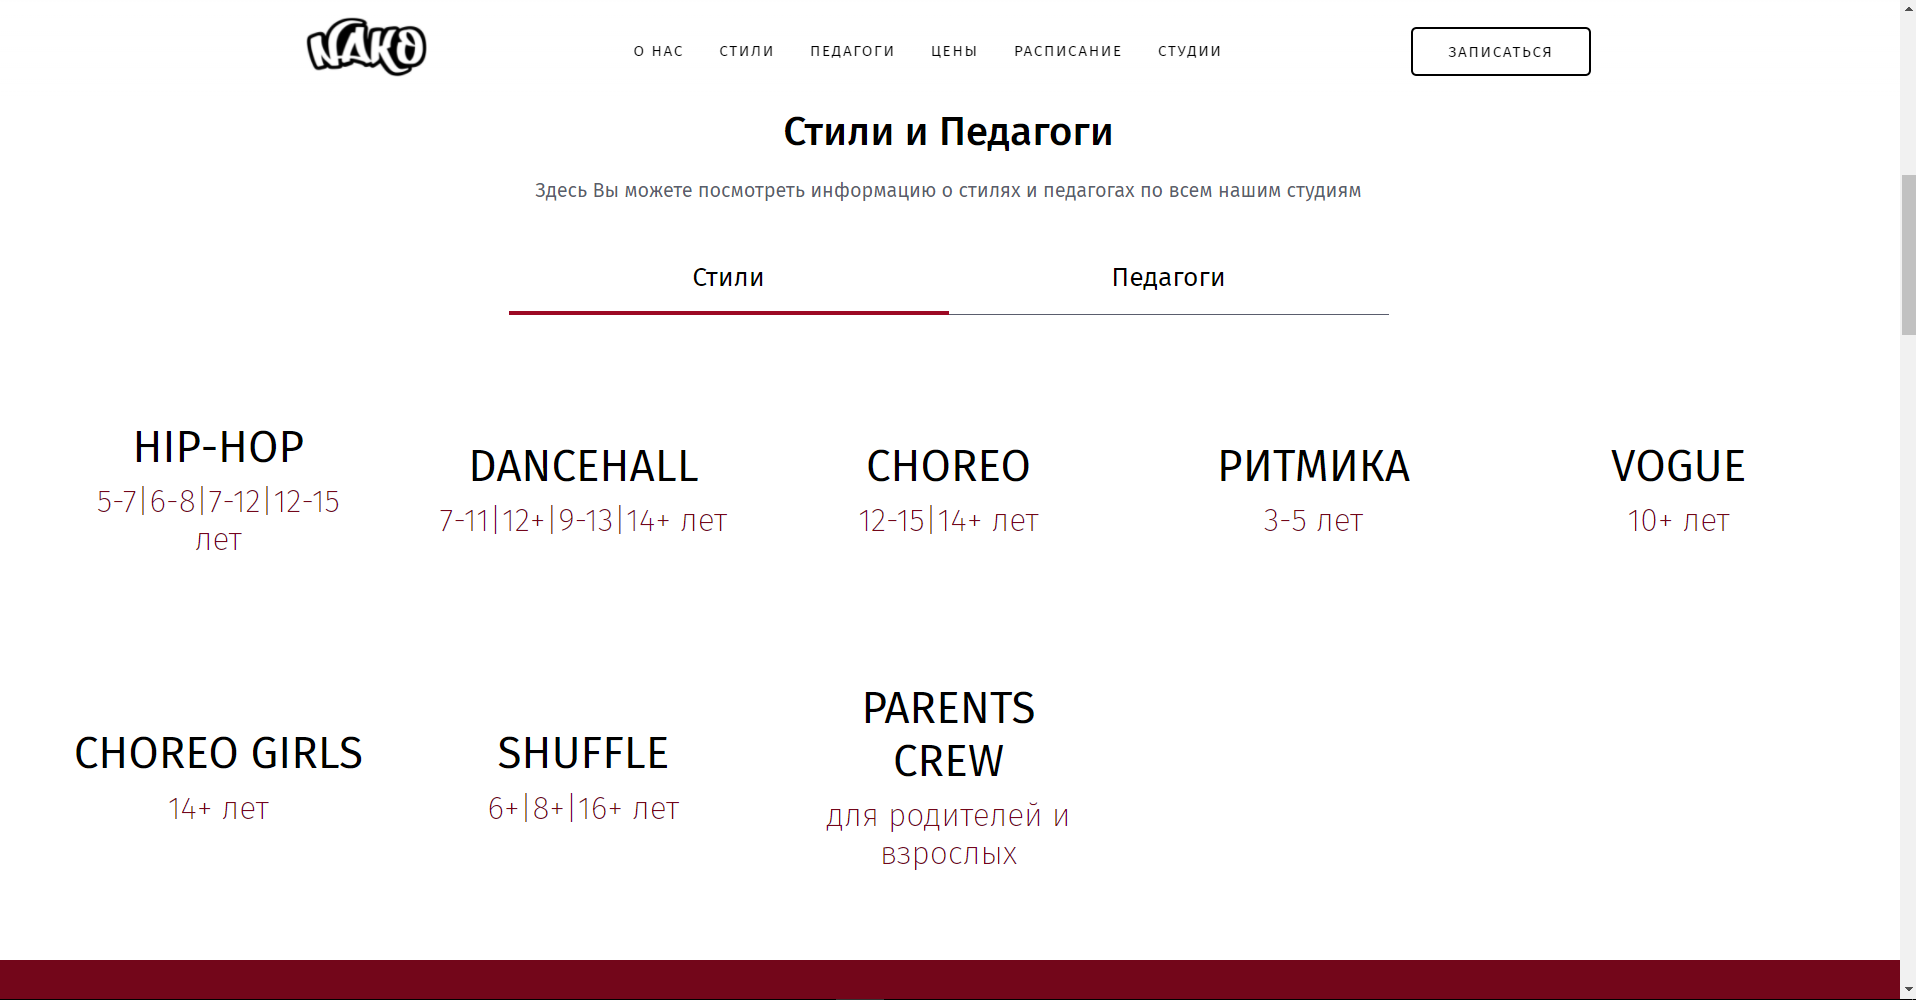 NAKO
О НАС СТИЛИ ПЕДАГОГИ ЦЕНЫ РАСПИСАНИЕ СТУДИИ ЗАПИСАТЬСЯ
Стили и Педагоги
Здесь Вы можете посмотреть информацию о стилях и педагогах по всем нашим студиям
Стили Педагоги
HIP-HOP
5-7|6-8|7-12|12-15
лет
DANCEHALL
7-11|12+|9-13|14+ лет
CHOREO
12-15|14+ лет
РИТМИКА
3-5 лет
VOGUE
10+ лет
CHOREO GIRLS
14+ лет
SHUFFLE
6+|8+|16+ лет
PARENTS
CREW
для родителей и
взрослых